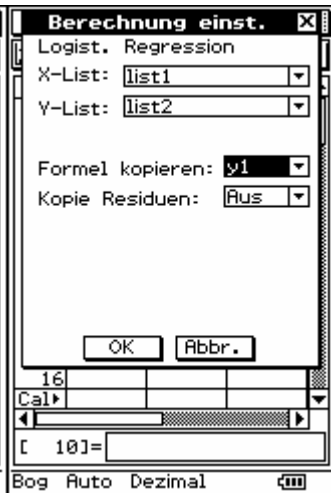 Berechnung einst.
Logist. Regression
X-List: list1
Y-List: list2
Formel kopieren: y1
Kopie Residuen: Aus
OK Abbr.
16
Cal
[ 10]=
Bog Auto Dezimal